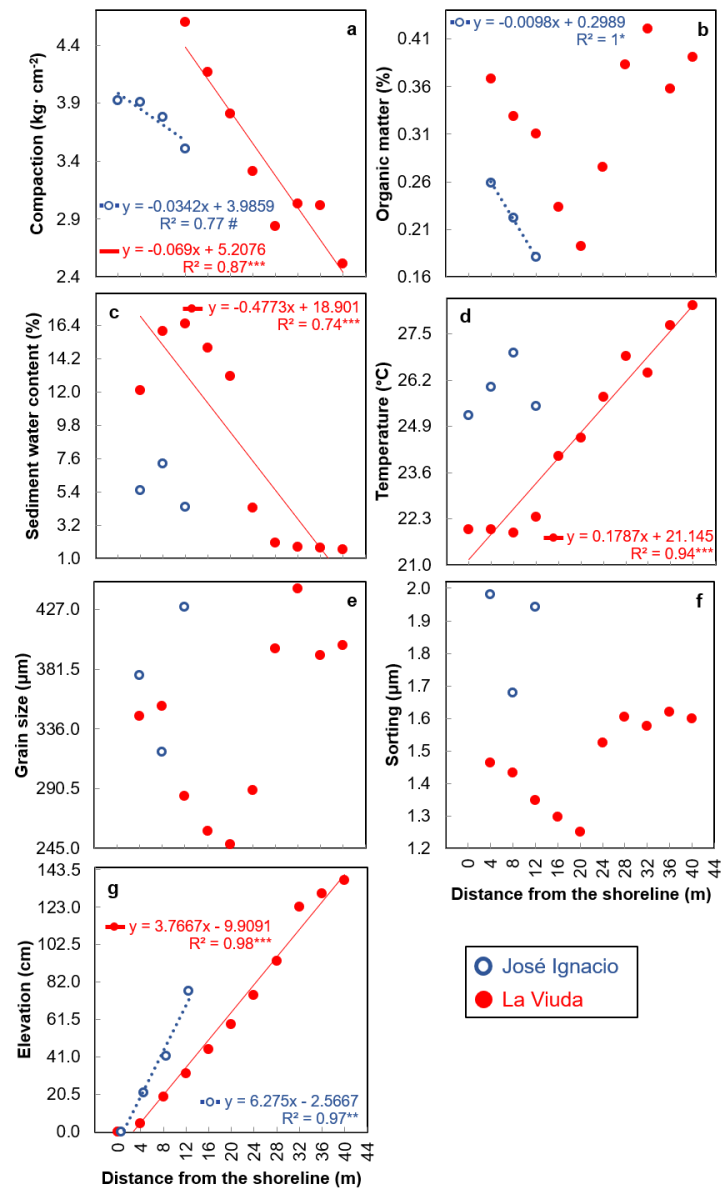 a
Compaction (kg· cm⁻²)
4.4
3.9
3.4
2.9
2.4
y = -0.0342x + 3.9859
R² = 0.77 #
y = -0.069x + 5.2076
R² = 0.87***
b
Organic matter (%)
0.41
0.36
0.31
0.26
0.21
0.16
y = -0.0098x + 0.2989
R² = 1*
c
Sediment water content (%)
16.4
14.2
12.0
9.8
7.6
5.4
3.2
1.0
y = -0.4773x + 18.901
R² = 0.74***
d
Temperature (°C)
27.5
26.2
24.9
23.6
22.3
21.0
y = 0.1787x + 21.145
R² = 0.94***
e
Grain size (µm)
427.0
381.5
336.0
290.5
245.0
f
Sorting (µm)
2.0
1.9
1.8
1.7
1.6
1.5
1.4
1.3
1.2
0 4 8 12 16 20 24 28 32 36 40 44
Distance from the shoreline (m)
g
Elevation (cm)
143.5
123.0
102.5
82.0
61.5
41.0
20.5
0.0
y = 3.7667x - 9.9091
R² = 0.98***
y = 6.275x - 2.5667
R² = 0.97**
0 4 8 12 16 20 24 28 32 36 40 44
Distance from the shoreline (m)
José Ignacio
La Viuda